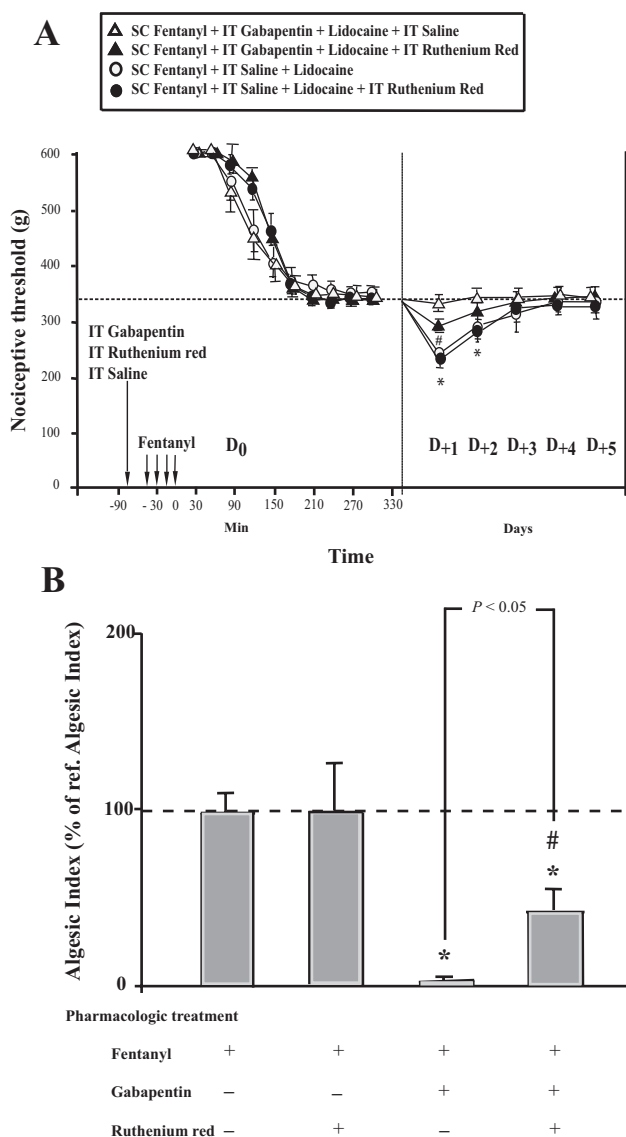 A
SC Fentanyl + IT Gabapentin + Lidocaine + IT Saline
SC Fentanyl + IT Gabapentin + Lidocaine + IT Ruthenium Red
SC Fentanyl + IT Saline + Lidocaine
SC Fentanyl + IT Saline + Lidocaine + IT Ruthenium Red
Nociceptive threshold (g)
600
500
400
300
200
100
0
IT Gabapentin
IT Ruthenium red
IT Saline
Fentanyl
D0
#
*
*
D+1 D+2 D+3 D+4 D+5
-90 - 30 0 30 90 150 210 270 330
Min Days
Time
B
P < 0.05
Algesic Index (% of ref. Algesic Index)
200
100
0
*
#
*
Pharmacologic treatment
Fentanyl + + + +
Gabapentin – – + +
Ruthenium red – + – +